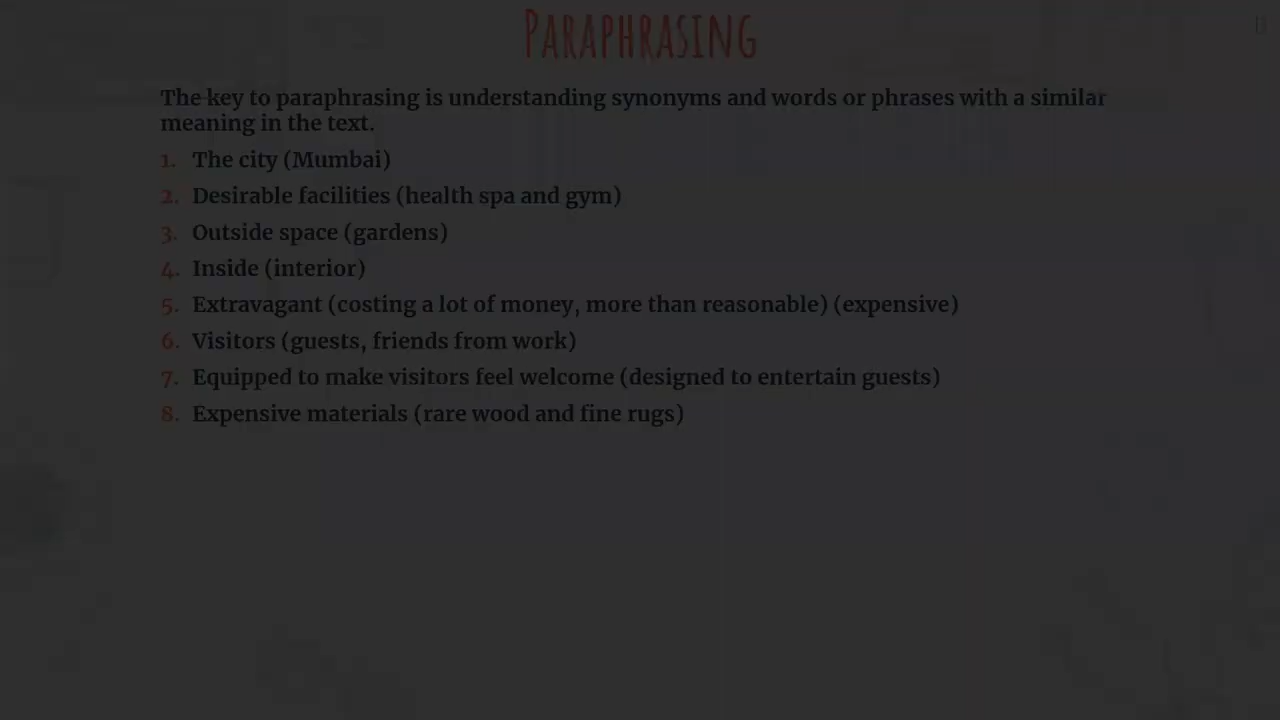 PARAPHRASING
The key to paraphrasing is understanding synonyms and words or phrases with a similar
meaning in the text.
1. The city (Mumbai)
2. Desirable facilities (health spa and gym)
3. Outside space (gardens)
4. Inside (interior)
5. Extravagant (costing a lot of money, more than reasonable) (expensive)
6. Visitors (guests, friends from work)
7. Equipped to make visitors feel welcome (designed to entertain guests)
8. Expensive materials (rare wood and fine rugs)